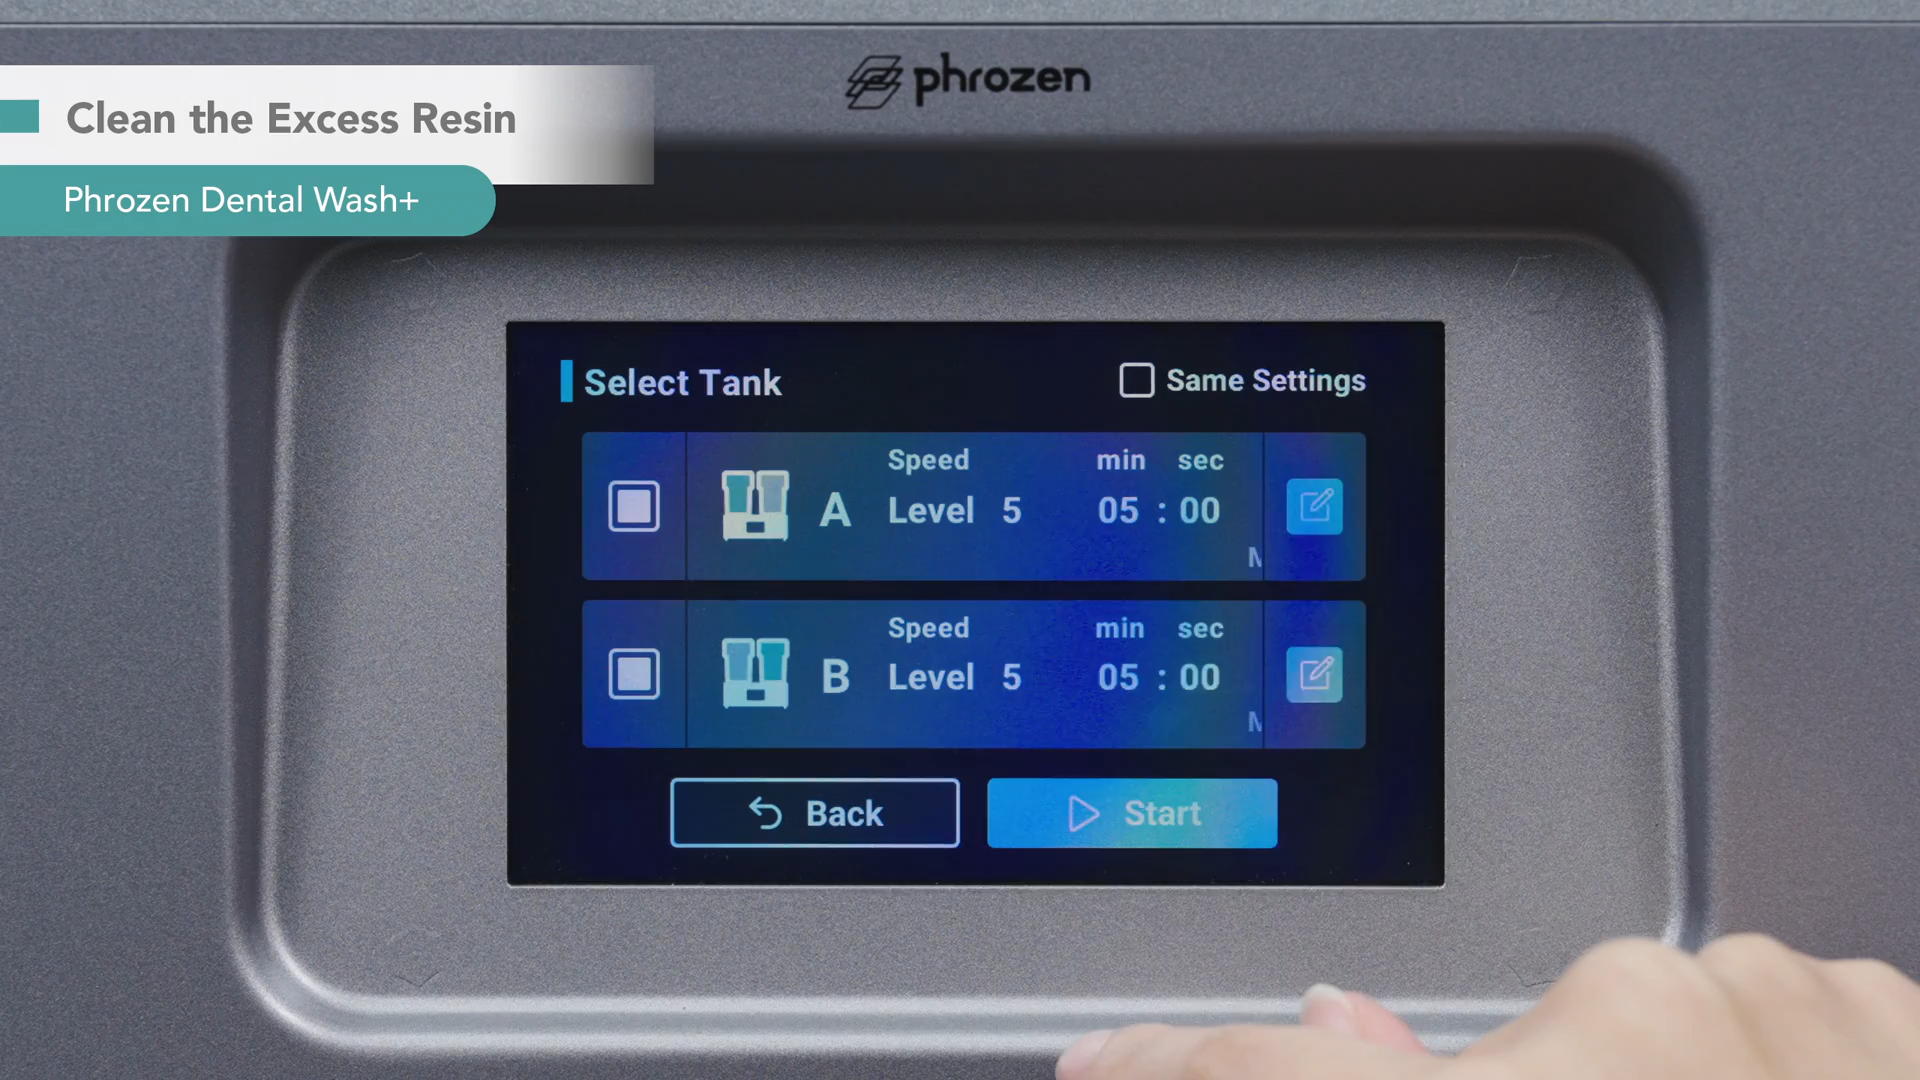 phrozen
Clean the Excess Resin
Phrozen Dental Wash+
Select Tank
Same Settings
Speed min sec
A Level 5 05 : 00
Speed min sec
B Level 5 05 : 00
Back
Start